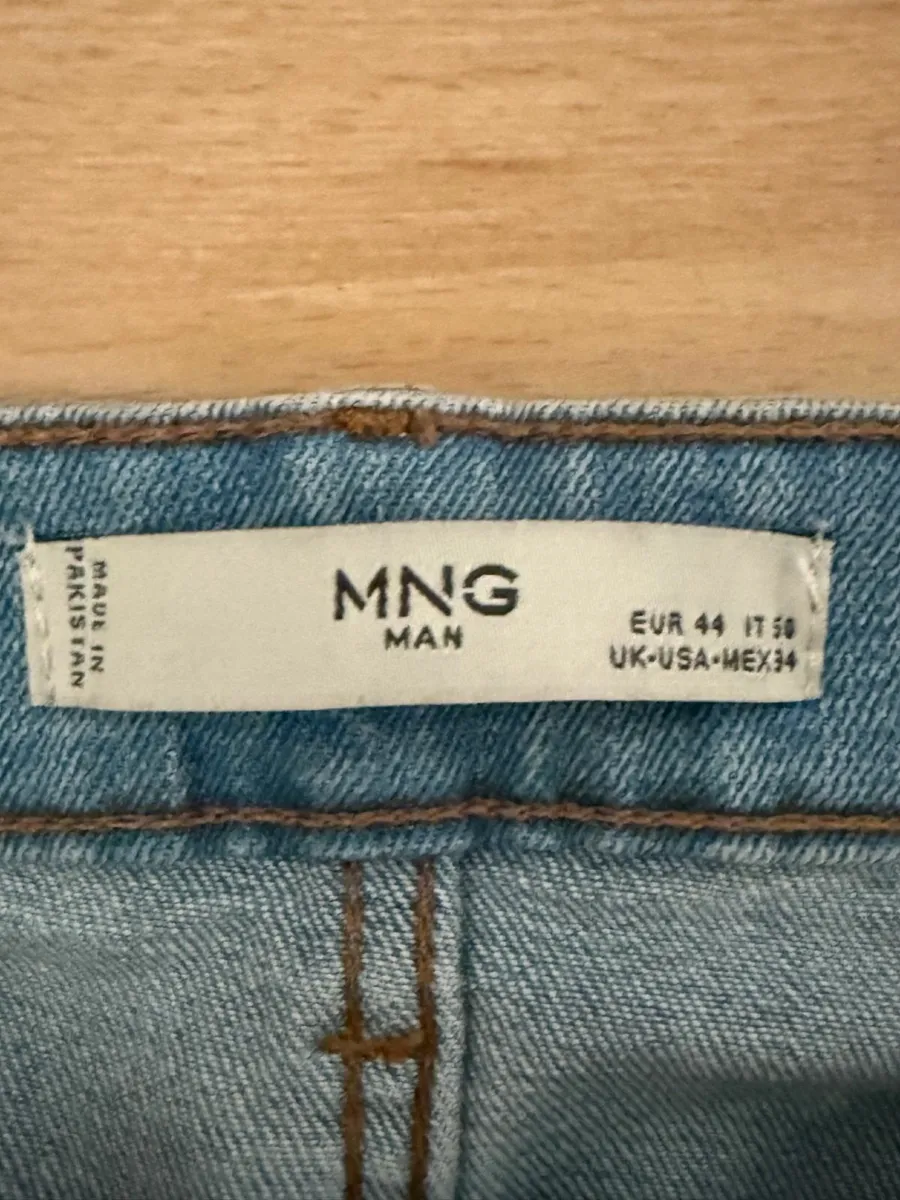 MADE IN
PAKISTAN
MNG
MAN
EUR 44 IT 50
UK·USA·MEX34